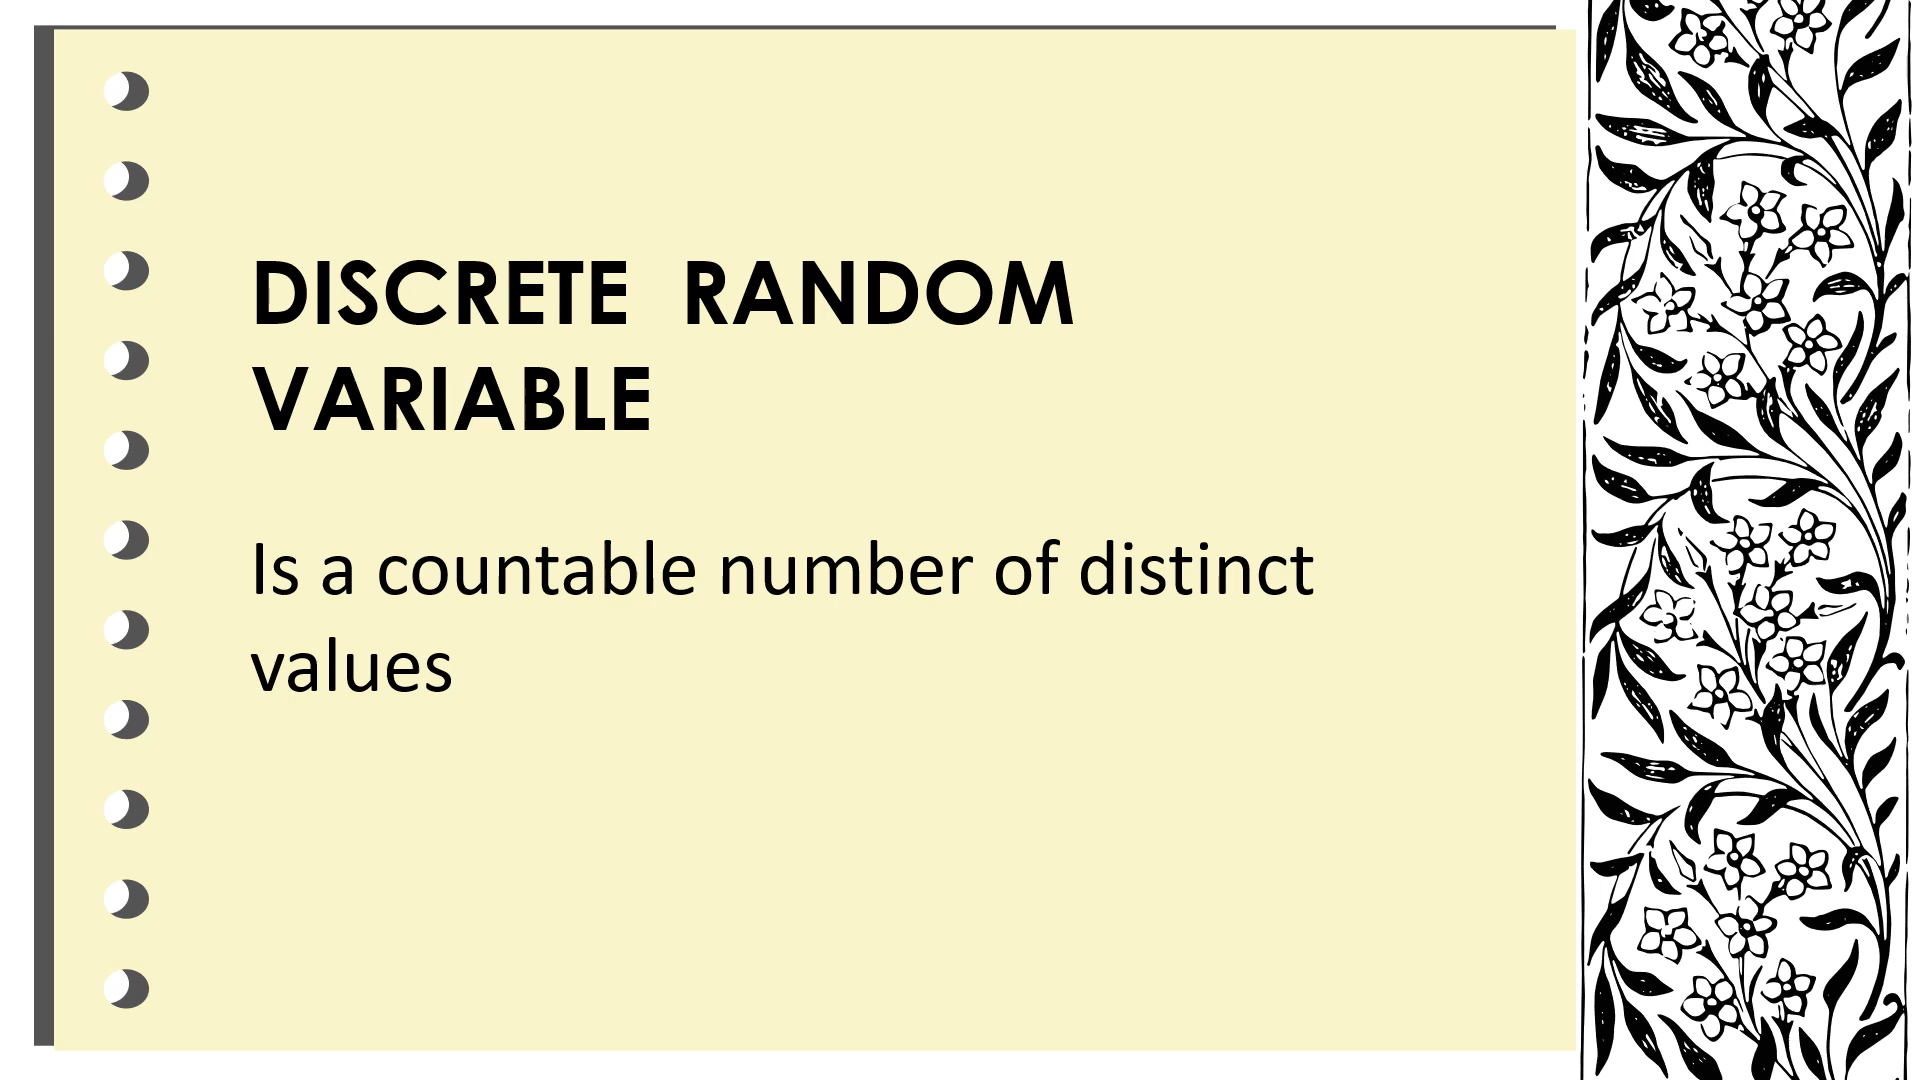 DISCRETE RANDOM
VARIABLE
Is a countable number of distinct
values